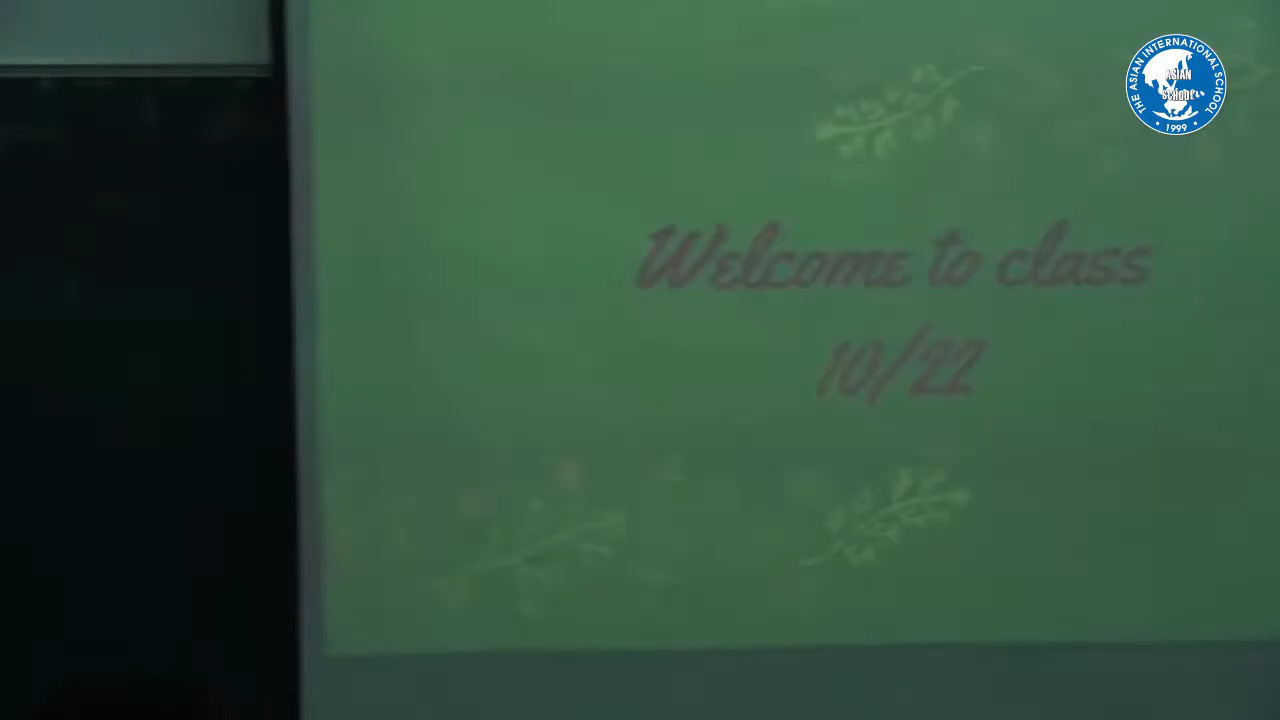 Welcome to class
10/22
THE ASIAN INTERNATIONAL SCHOOL
ASIAN
SCHOOL
• 1999 •